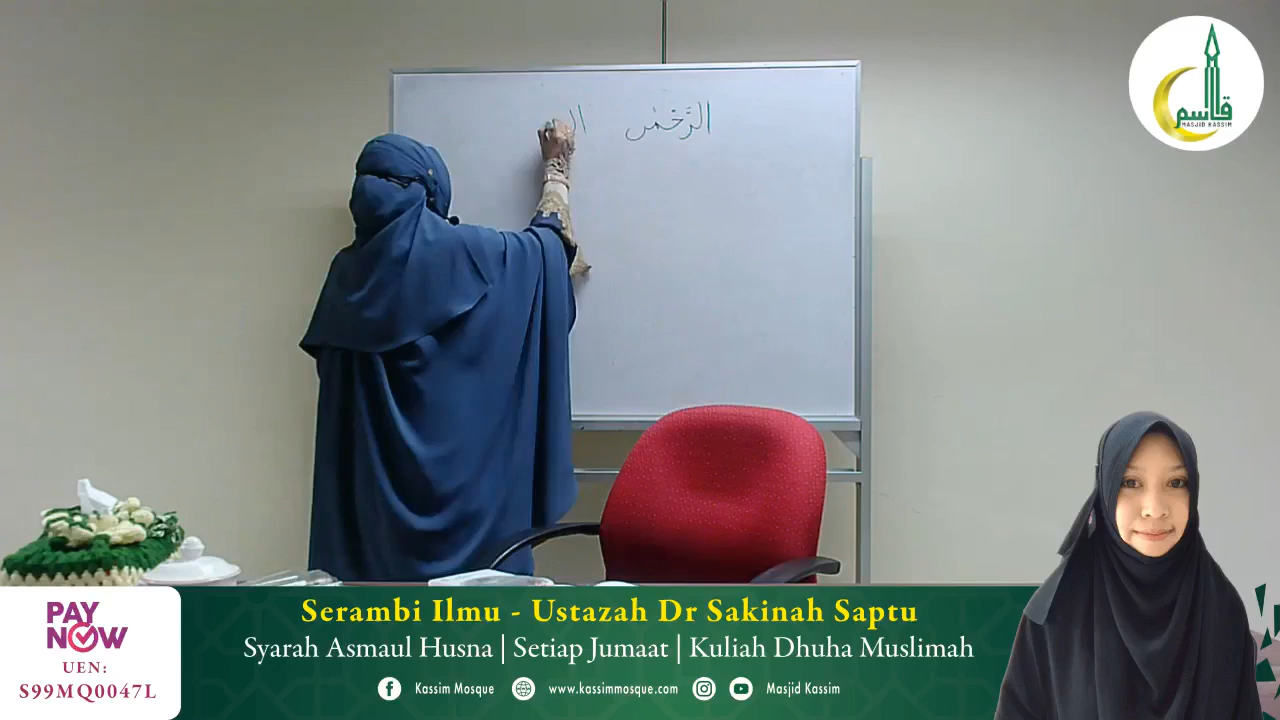 الرَّحْمٰن ال
قاسم
MASJID KASSIM
PAY
NOW
UEN:
S99MQ0047L
Serambi Ilmu - Ustazah Dr Sakinah Saptu
Syarah Asmaul Husna | Setiap Jumaat | Kuliah Dhuha Muslimah
Kassim Mosque www.kassimmosque.com Masjid Kassim